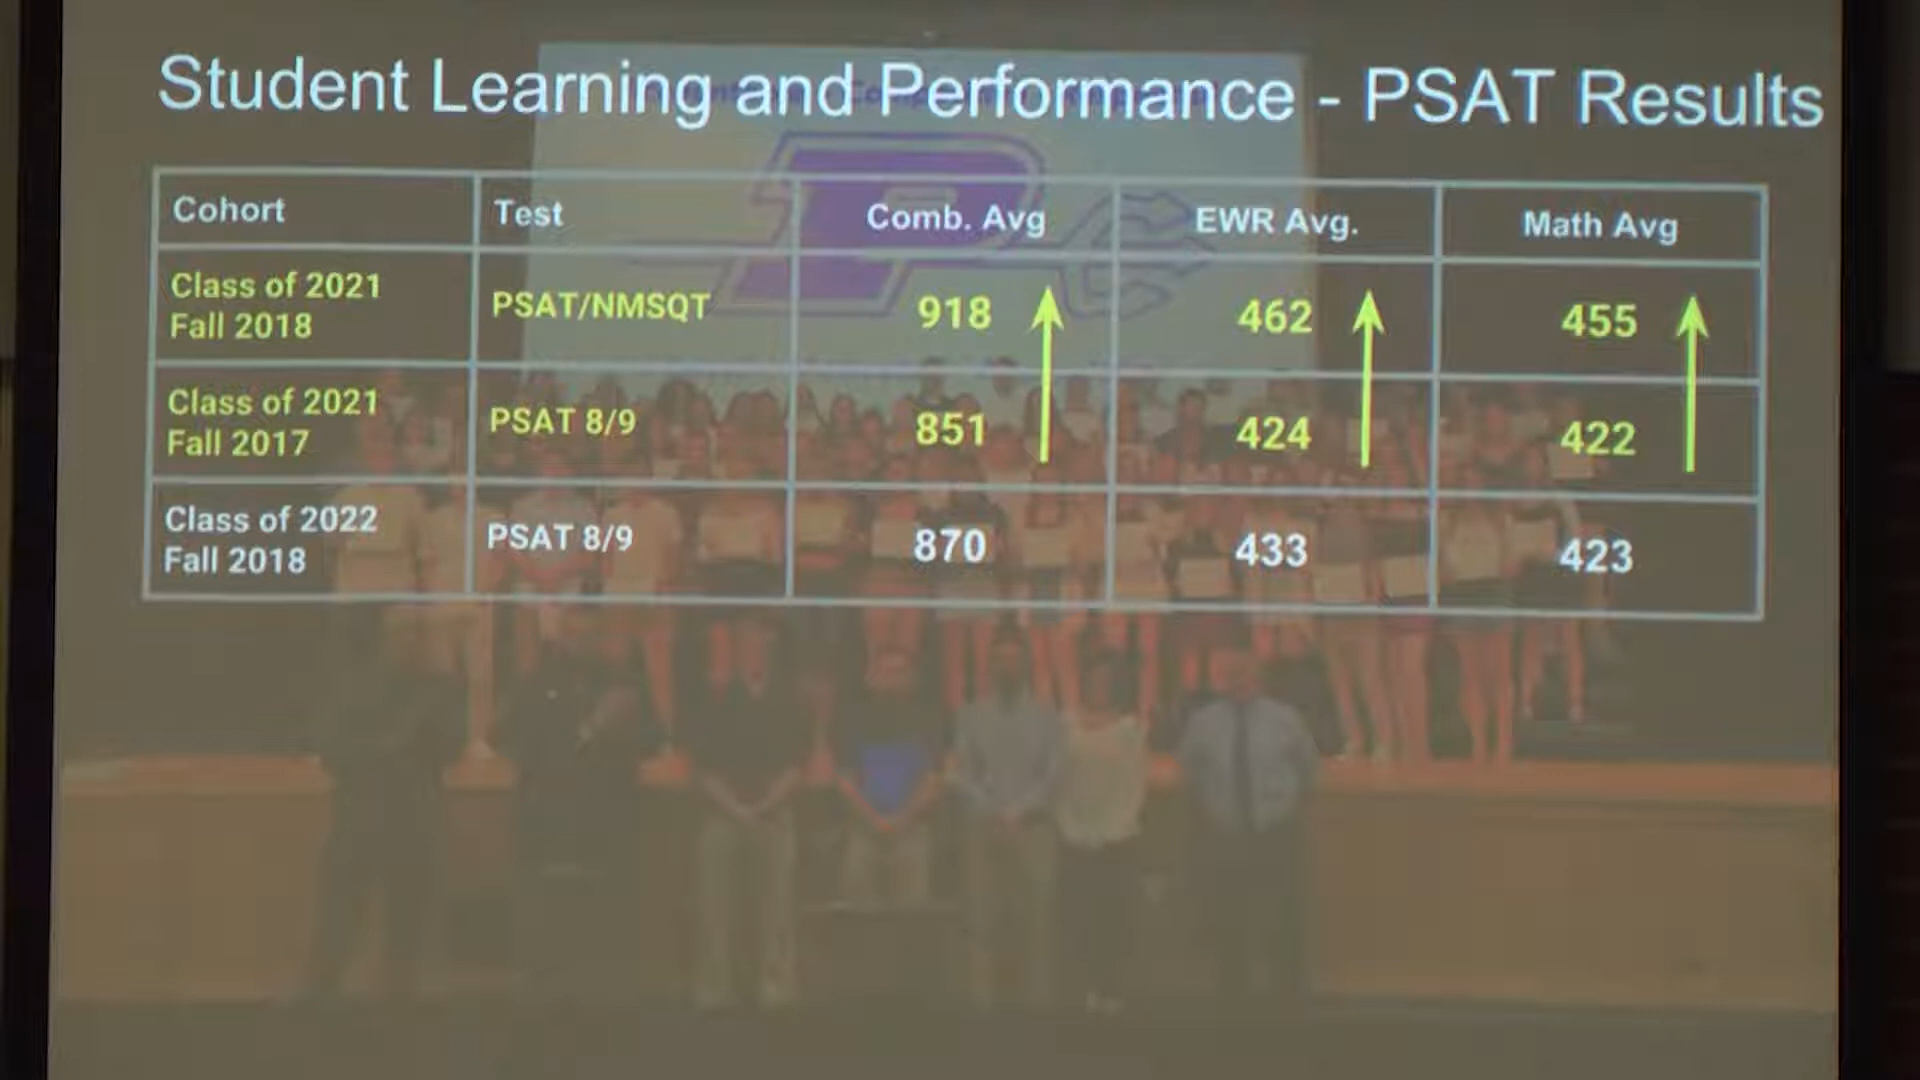 Student Learning and Performance - PSAT Results
Cohort Test Comb. Avg EWR Avg. Math Avg
Class of 2021
Fall 2018
PSAT/NMSQT 918 462 455
Class of 2021
Fall 2017
PSAT 8/9 851 424 422
Class of 2022
Fall 2018
PSAT 8/9 870 433 423